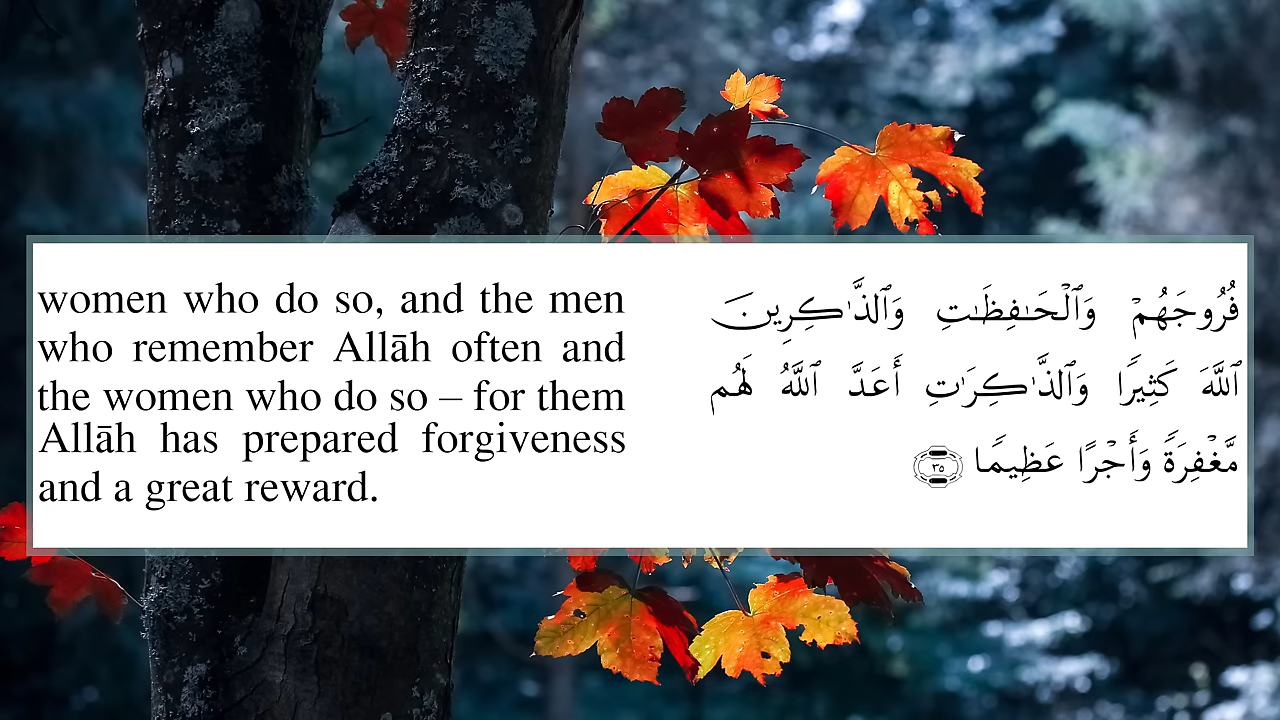 women who do so, and the men
who remember Allāh often and
the women who do so – for them
Allāh has prepared forgiveness
and a great reward.
فُرُوجَهُمْ وَٱلْحَـٰفِظَـٰتِ وَٱلذَّٰكِرِينَ
ٱللَّهَ كَثِيرًا وَٱلذَّٰكِرَٰتِ أَعَدَّ ٱللَّهُ لَهُم
مَّغْفِرَةً وَأَجْرًا عَظِيمًا ٣٥